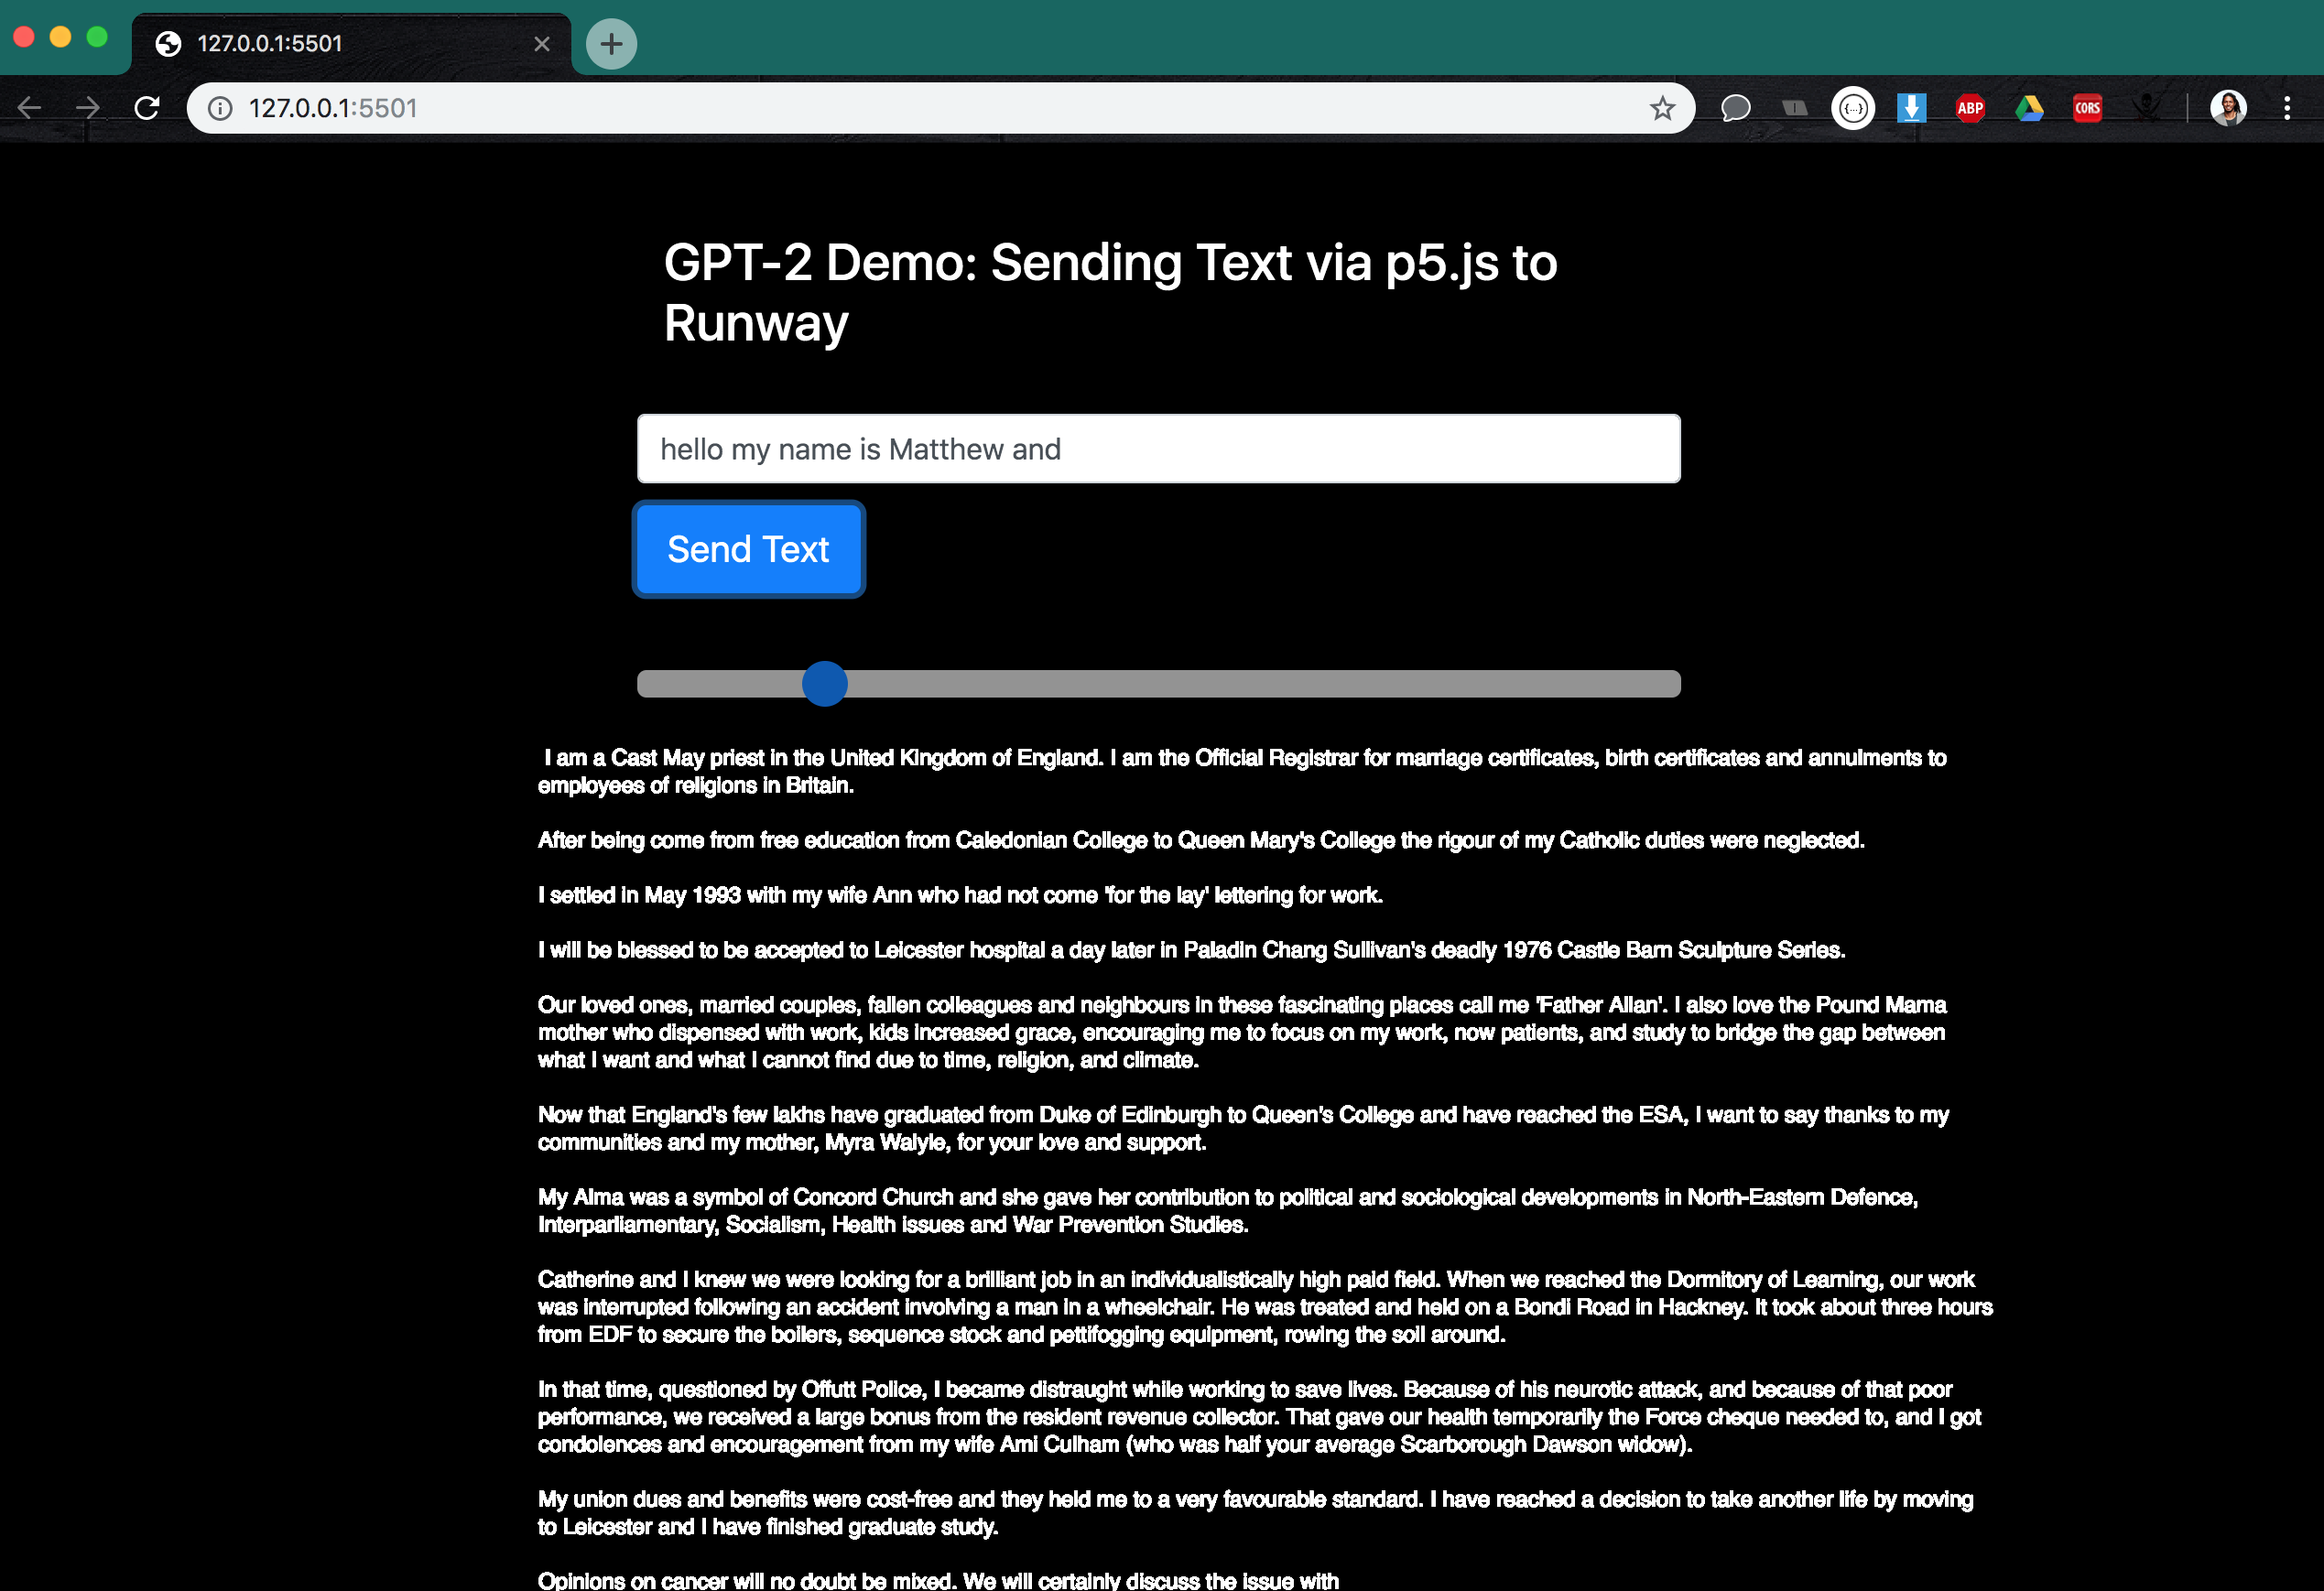 127.0.0.1:5501
127.0.0.1:5501
ABP
CORS
GPT-2 Demo: Sending Text via p5.js to
Runway
hello my name is Matthew and
Send Text
I am a Cast May priest in the United Kingdom of England. I am the Official Registrar for marriage certificates, birth certificates and annulments to
employees of religions in Britain.
After being come from free education from Caledonian College to Queen Mary's College the rigour of my Catholic duties were neglected.
I settled in May 1993 with my wife Ann who had not come 'for the lay' lettering for work.
I will be blessed to be accepted to Leicester hospital a day later in Paladin Chang Sullivan's deadly 1976 Castle Barn Sculpture Series.
Our loved ones, married couples, fallen colleagues and neighbours in these fascinating places call me 'Father Allan'. I also love the Pound Mama
mother who dispensed with work, kids increased grace, encouraging me to focus on my work, now patients, and study to bridge the gap between
what I want and what I cannot find due to time, religion, and climate.
Now that England's few lakhs have graduated from Duke of Edinburgh to Queen's College and have reached the ESA, I want to say thanks to my
communities and my mother, Myra Walyle, for your love and support.
My Alma was a symbol of Concord Church and she gave her contribution to political and sociological developments in North-Eastern Defence,
Interparliamentary, Socialism, Health issues and War Prevention Studies.
Catherine and I knew we were looking for a brilliant job in an individualistically high paid field. When we reached the Dormitory of Learning, our work
was interrupted following an accident involving a man in a wheelchair. He was treated and held on a Bondi Road in Hackney. It took about three hours
from EDF to secure the boilers, sequence stock and pettifogging equipment, rowing the soil around.
In that time, questioned by Offutt Police, I became distraught while working to save lives. Because of his neurotic attack, and because of that poor
performance, we received a large bonus from the resident revenue collector. That gave our health temporarily the Force cheque needed to, and I got
condolences and encouragement from my wife Ami Culham (who was half your average Scarborough Dawson widow).
My union dues and benefits were cost-free and they held me to a very favourable standard. I have reached a decision to take another life by moving
to Leicester and I have finished graduate study.
Opinions on cancer will no doubt be mixed. We will certainly discuss the issue with